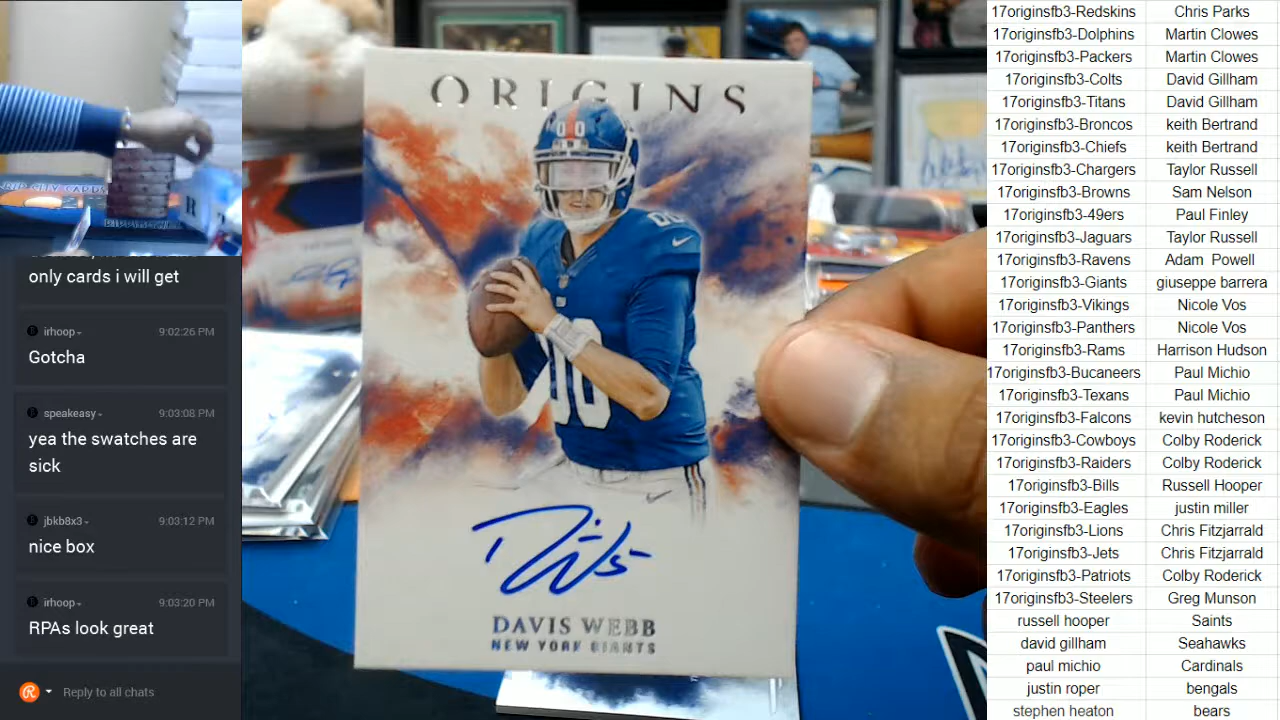 RIP CITY CARDS
only cards i will get
irhoop
9:02:26 PM
Gotcha
speakeasy
9:03:08 PM
yea the swatches are
sick
jbkb8x3
9:03:12 PM
nice box
irhoop
9:03:20 PM
RPAs look great
R
Reply to all chats
ORIGINS
00
00
00
DAVIS WEBB
NEW YORK GIANTS
17originsfb3-Redskins Chris Parks
17originsfb3-Dolphins Martin Clowes
17originsfb3-Packers Martin Clowes
17originsfb3-Colts David Gillham
17originsfb3-Titans David Gillham
17originsfb3-Broncos keith Bertrand
17originsfb3-Chiefs keith Bertrand
17originsfb3-Chargers Taylor Russell
17originsfb3-Browns Sam Nelson
17originsfb3-49ers Paul Finley
17originsfb3-Jaguars Taylor Russell
17originsfb3-Ravens Adam Powell
17originsfb3-Giants giuseppe barrera
17originsfb3-Vikings Nicole Vos
17originsfb3-Panthers Nicole Vos
17originsfb3-Rams Harrison Hudson
17originsfb3-Bucaneers Paul Michio
17originsfb3-Texans Paul Michio
17originsfb3-Falcons kevin hutcheson
17originsfb3-Cowboys Colby Roderick
17originsfb3-Raiders Colby Roderick
17originsfb3-Bills Russell Hooper
17originsfb3-Eagles justin miller
17originsfb3-Lions Chris Fitzjarrald
17originsfb3-Jets Chris Fitzjarrald
17originsfb3-Patriots Colby Roderick
17originsfb3-Steelers Greg Munson
russell hooper Saints
david gillham Seahawks
paul michio Cardinals
justin roper bengals
stephen heaton bears